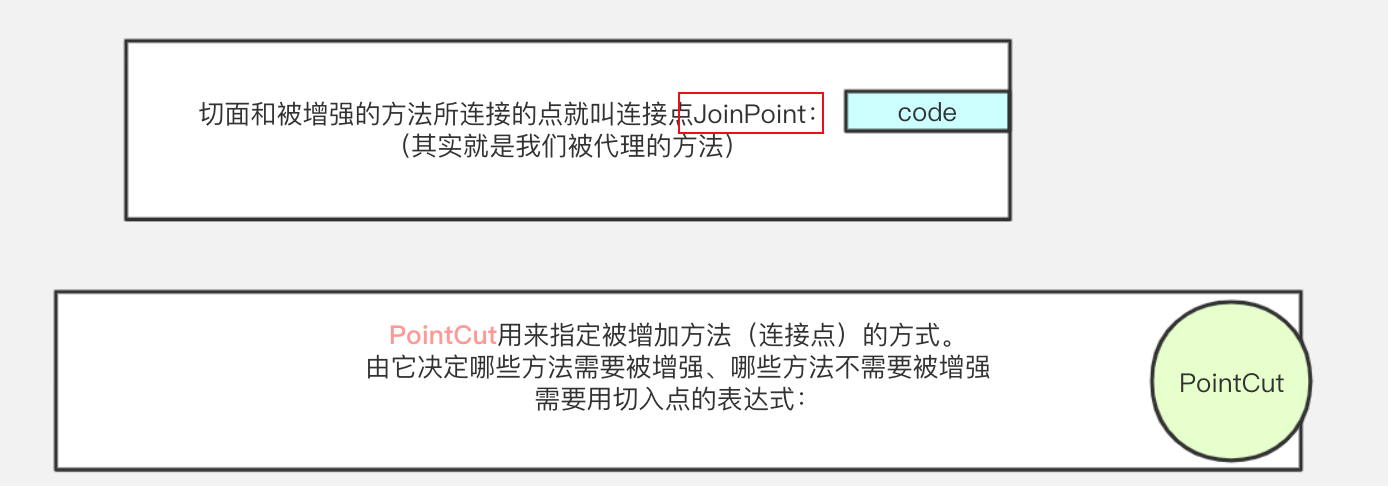 切面和被增强的方法所连接的点就叫连接点JoinPoint：
code
（其实就是我们被代理的方法）
PointCut用来指定被增加方法（连接点）的方式。
由它决定哪些方法需要被增强、哪些方法不需要被增强
PointCut
需要用切入点的表达式：